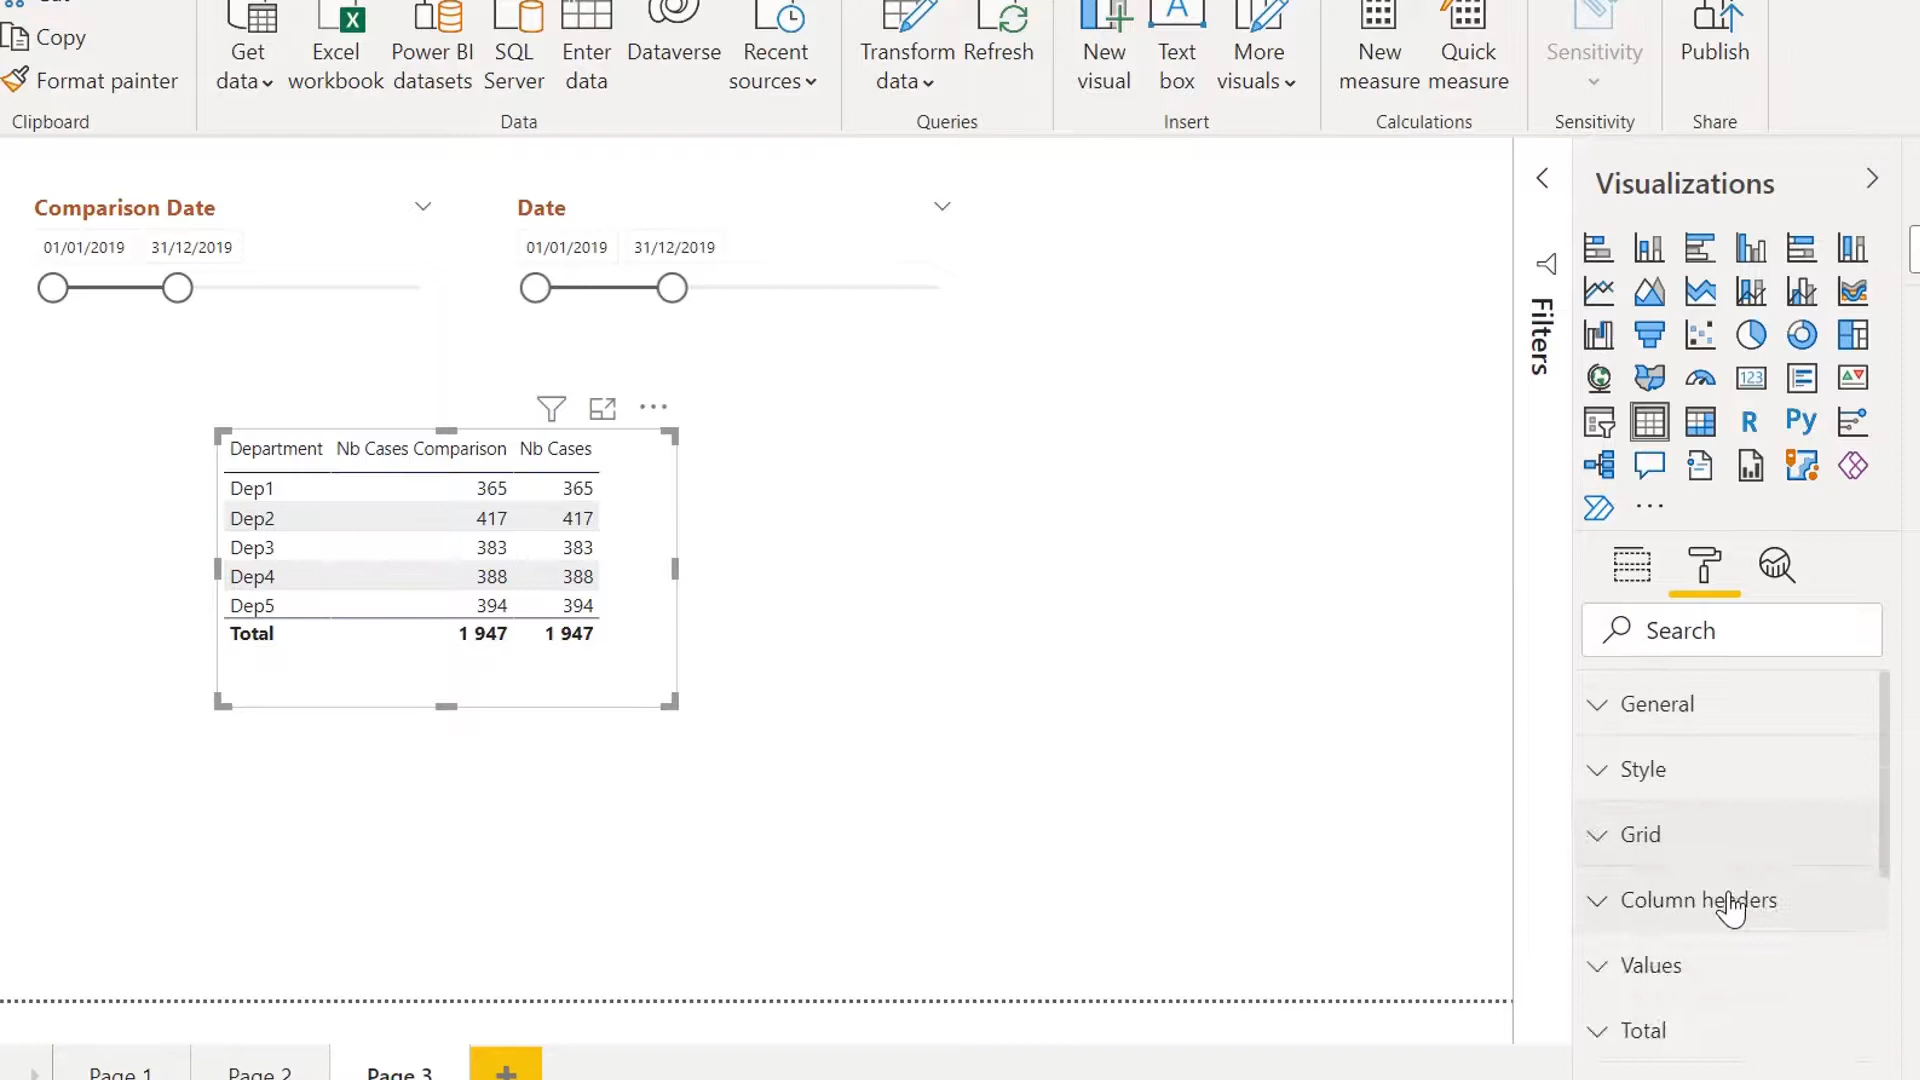 Copy
Format painter
Clipboard
Get data
Excel workbook
Power BI datasets
SQL Server
Enter data
Dataverse
Recent sources
Data
Transform data
Refresh
Queries
New visual
Text box
More visuals
Insert
New measure
Quick measure
Calculations
Sensitivity
Sensitivity
Publish
Share
Comparison Date
01/01/2019 31/12/2019
Date
01/01/2019 31/12/2019
Department Nb Cases Comparison Nb Cases
Dep1 365 365
Dep2 417 417
Dep3 383 383
Dep4 388 388
Dep5 394 394
Total 1 947 1 947
Filters
Visualizations
123
R
Py
Search
General
Style
Grid
Column headers
Values
Total
Page 1
Page 2
Page 3